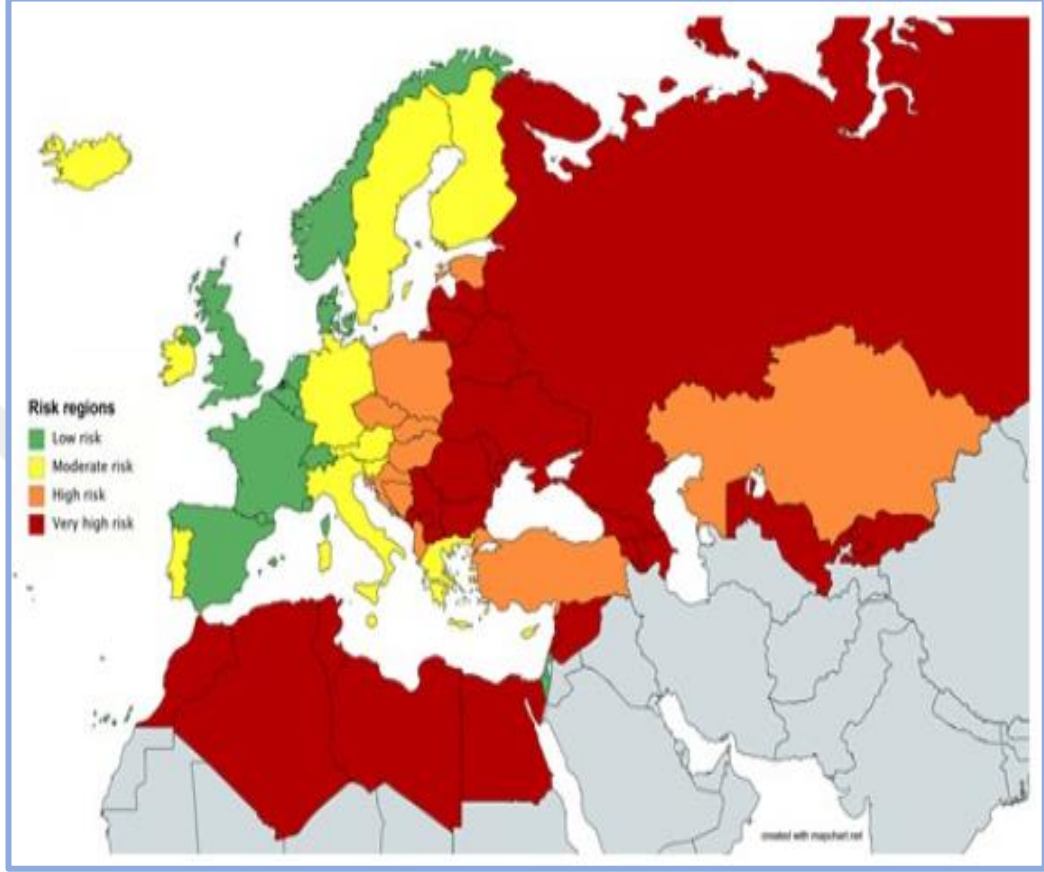 Risk regions
Low risk
Moderate risk
High risk
Very high risk
created with mapchart.net